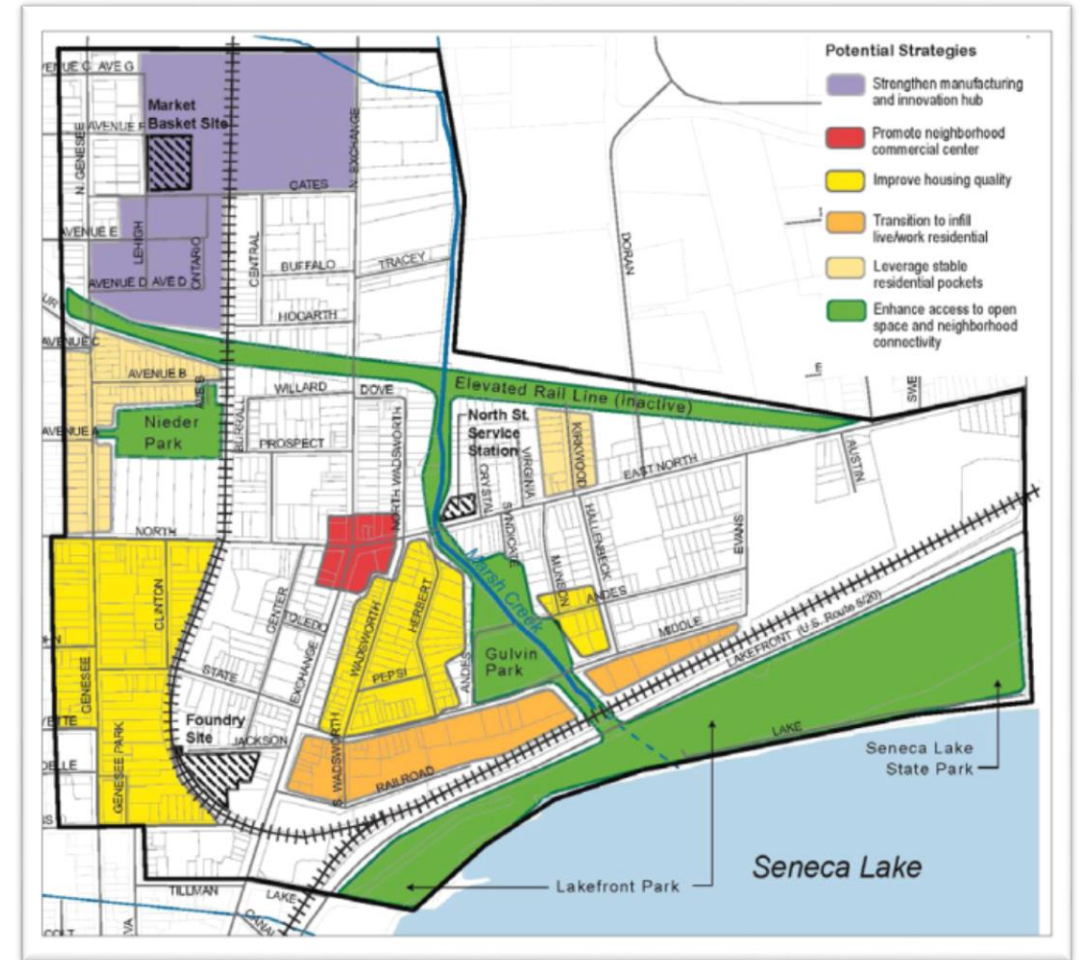 Potential Strategies
Strengthen manufacturing
and innovation hub
Promote neighborhood
commercial center
Improve housing quality
Transition to infill
live/work residential
Leverage stable
residential pockets
Enhance access to open
space and neighborhood
connectivity
AVE G
Market
Basket Site
AVENUE F
N. GENESEE
N. EXCHANGE
GATES
AVENUE E
LEHIGH
ONTARIO
CENTRAL
BUFFALO
TRACEY
DORAN
AVENUE D
AVE D
HOGARTH
AVENUE C
AVENUE B
AVE B
WILLARD
DOVE
Elevated Rail Line (inactive)
SWE
Nieder
Park
AVENUE A
BURRALL
PROSPECT
NORTH WADSWORTH
North St.
Service
Station
CRYSTAL
VIRGINIA
KIRKWOOD
EAST NORTH
AUSTIN
NORTH
SYNDICATE
HALLENBECK
EVANS
Marsh Creek
MUNSON
ANDES
MIDDLE
LAKEFRONT (U.S. Route 5/20)
CLINTON
CENTER
TOLEDO
EXCHANGE
WADSWORTH
HERBERT
PEPSI
ANDES
Gulvin
Park
STATE
GENESEE
GENESEE PARK
Foundry
Site
JACKSON
S. WADSWORTH
RAILROAD
LAKE
Seneca Lake
State Park
Seneca Lake
Lakefront Park
TILLMAN
LAKE
CANAL